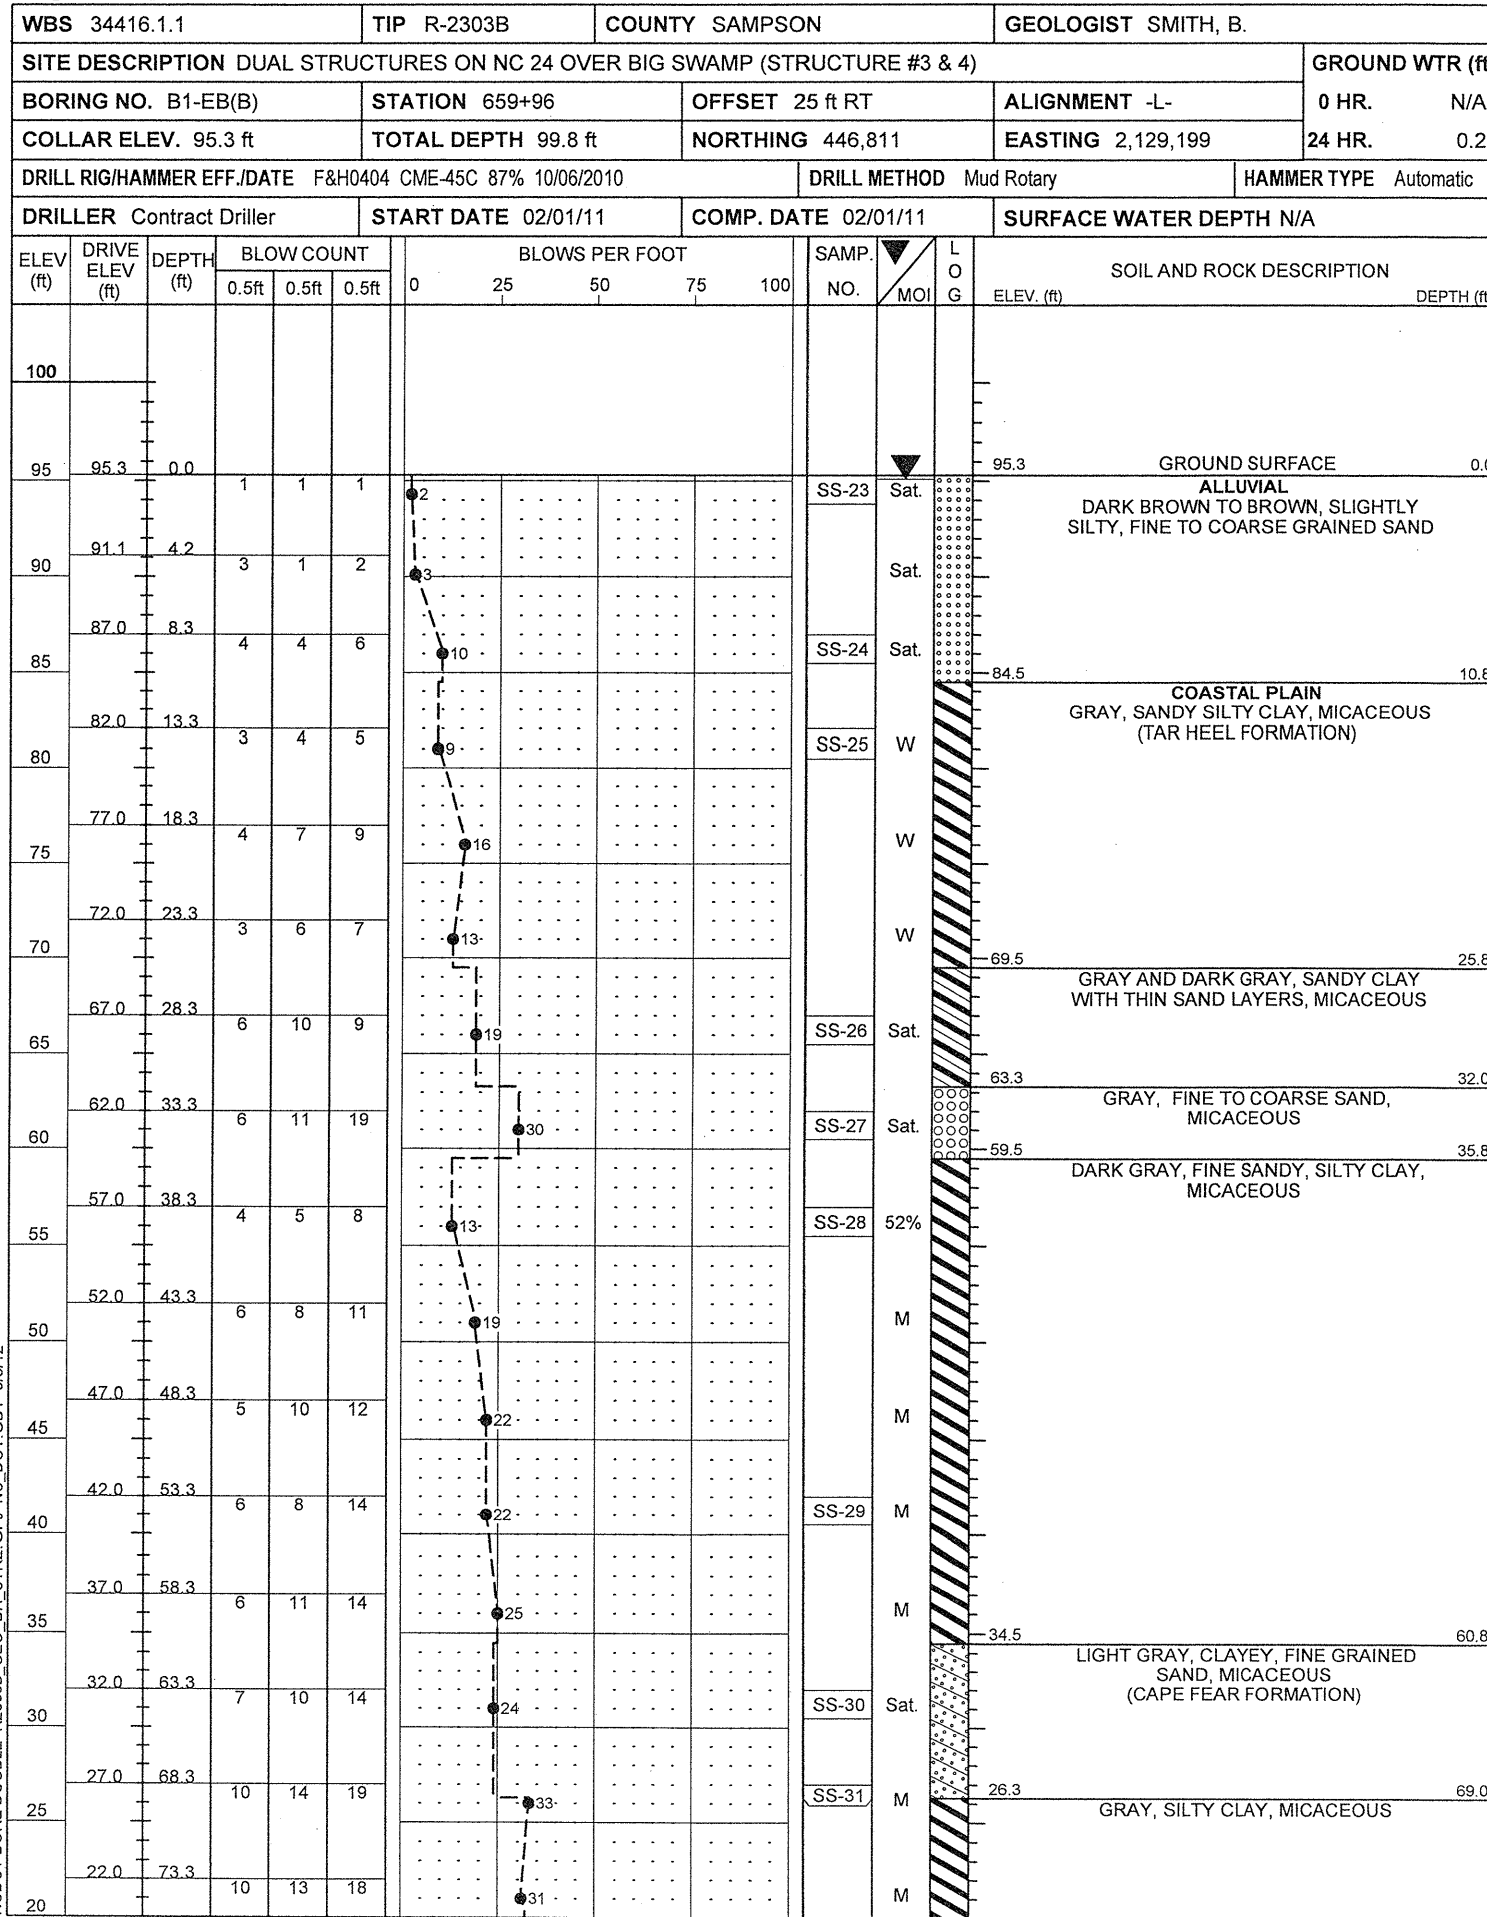 WBS 34416.1.1 TIP R-2303B COUNTY SAMPSON GEOLOGIST SMITH, B.
SITE DESCRIPTION DUAL STRUCTURES ON NC 24 OVER BIG SWAMP (STRUCTURE #3 & 4) GROUND WTR (ft
BORING NO. B1-EB(B) STATION 659+96 OFFSET 25 ft RT ALIGNMENT -L- 0 HR. N/A
COLLAR ELEV. 95.3 ft TOTAL DEPTH 99.8 ft NORTHING 446,811 EASTING 2,129,199 24 HR. 0.2
DRILL RIG/HAMMER EFF./DATE F&H0404 CME-45C 87% 10/06/2010 DRILL METHOD Mud Rotary HAMMER TYPE Automatic
DRILLER Contract Driller START DATE 02/01/11 COMP. DATE 02/01/11 SURFACE WATER DEPTH N/A
ELEV (ft) DRIVE ELEV (ft) DEPTH (ft) BLOW COUNT BLOWS PER FOOT SAMP. NO. MOI LOG SOIL AND ROCK DESCRIPTION
0.5ft 0.5ft 0.5ft 0 25 50 75 100 ELEV. (ft) DEPTH (ft
100
95 95.3 0.0 95.3 GROUND SURFACE 0.0
1 1 1 2 SS-23 Sat. ALLUVIAL
DARK BROWN TO BROWN, SLIGHTLY
SILTY, FINE TO COARSE GRAINED SAND
91.1 4.2
90 3 1 2 3 Sat.
87.0 8.3
4 4 6 10 SS-24 Sat.
85
84.5 10.8
COASTAL PLAIN
GRAY, SANDY SILTY CLAY, MICACEOUS
(TAR HEEL FORMATION)
82.0 13.3
3 4 5 9 SS-25 W
80
77.0 18.3
4 7 9 16 W
75
72.0 23.3
3 6 7 13 W
70
69.5 25.8
GRAY AND DARK GRAY, SANDY CLAY
WITH THIN SAND LAYERS, MICACEOUS
67.0 28.3
6 10 9 19 SS-26 Sat.
65
63.3 32.0
GRAY, FINE TO COARSE SAND,
MICACEOUS
62.0 33.3
6 11 19 30 SS-27 Sat.
60
59.5 35.8
DARK GRAY, FINE SANDY, SILTY CLAY,
MICACEOUS
57.0 38.3
4 5 8 13 SS-28 52%
55
52.0 43.3
6 8 11 19 M
50
47.0 48.3
5 10 12 22 M
45
42.0 53.3
6 8 14 22 SS-29 M
40
37.0 58.3
6 11 14 25 M
35
34.5 60.8
LIGHT GRAY, CLAYEY, FINE GRAINED
SAND, MICACEOUS
(CAPE FEAR FORMATION)
32.0 63.3
7 10 14 24 SS-30 Sat.
30
27.0 68.3
10 14 19 33 SS-31 M
26.3 69.0
25 GRAY, SILTY CLAY, MICACEOUS
22.0 73.3
10 13 18 31 M
20